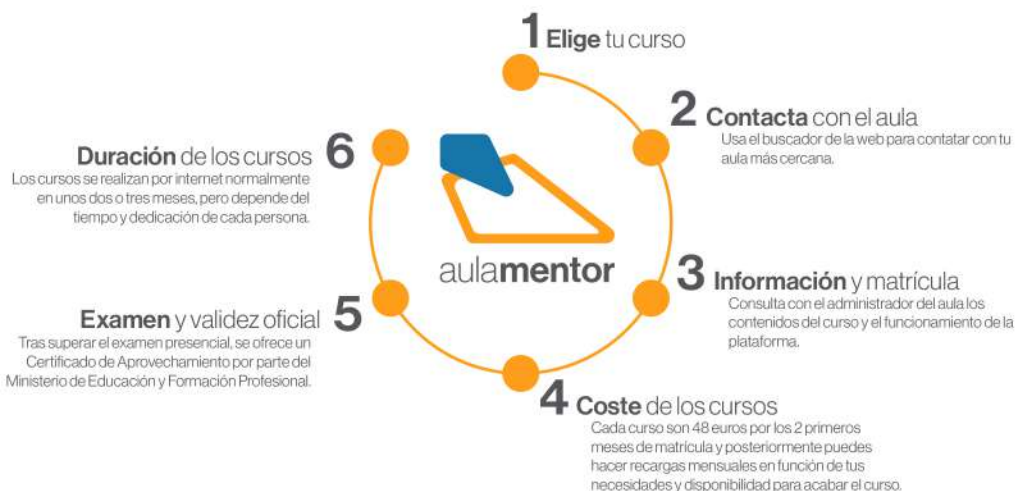 1 Elige tu curso
2 Contacta con el aula
Usa el buscador de la web para contatar con tu
aula más cercana.
3 Información y matrícula
Consulta con el administrador del aula los
contenidos del curso y el funcionamiento de la
plataforma.
4 Coste de los cursos
Cada curso son 48 euros por los 2 primeros
meses de matrícula y posteriormente puedes
hacer recargas mensuales en función de tus
necesidades y disponibilidad para acabar el curso.
5 Examen y validez oficial
Tras superar el examen presencial, se ofrece un
Certificado de Aprovechamiento por parte del
Ministerio de Educación y Formación Profesional.
6 Duración de los cursos
Los cursos se realizan por internet normalmente
en unos dos o tres meses, pero depende del
tiempo y dedicación de cada persona.
aulamentor